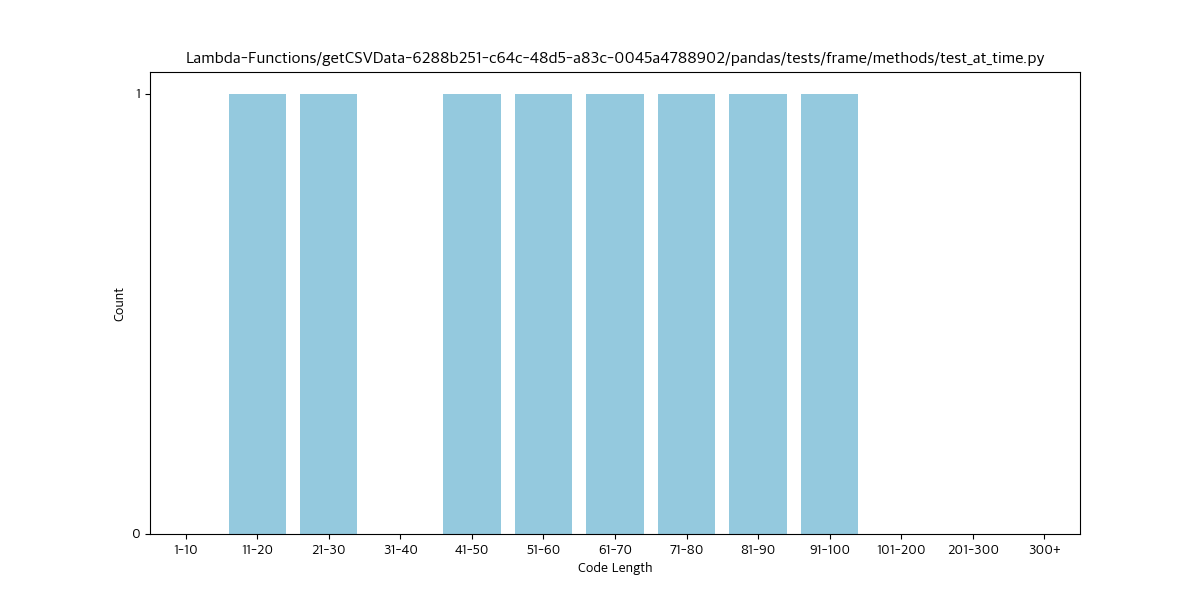 Lambda-Functions/getCSVData-6288b251-c64c-48d5-a83c-0045a4788902/pandas/tests/frame/methods/test_at_time.py
1
Count
0
1-10 11-20 21-30 31-40 41-50 51-60 61-70 71-80 81-90 91-100 101-200 201-300 300+
Code Length